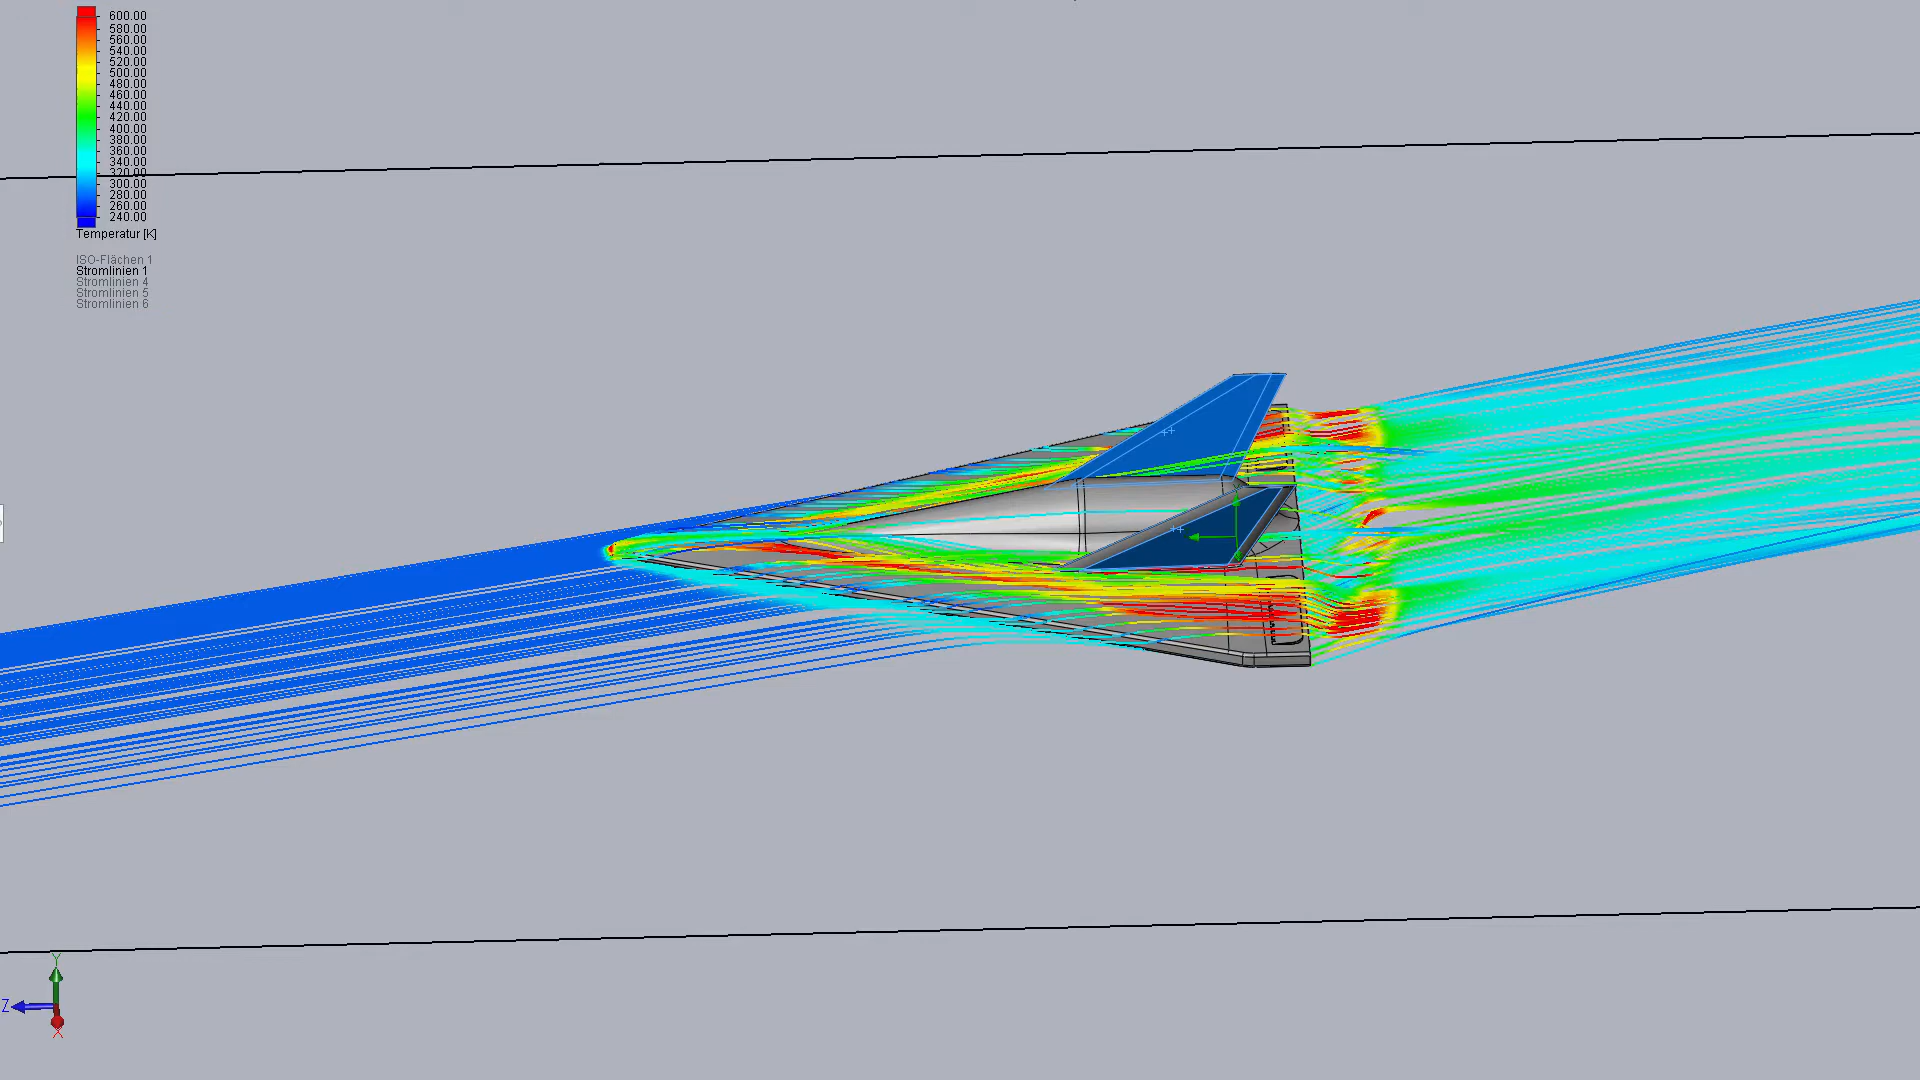 600.00
580.00
560.00
540.00
520.00
500.00
480.00
460.00
440.00
420.00
400.00
380.00
360.00
340.00
320.00
300.00
280.00
260.00
240.00
Temperatur [K]
ISO-Flächen 1
Stromlinien 1
Stromlinien 4
Stromlinien 5
Stromlinien 6
Y
Z
X